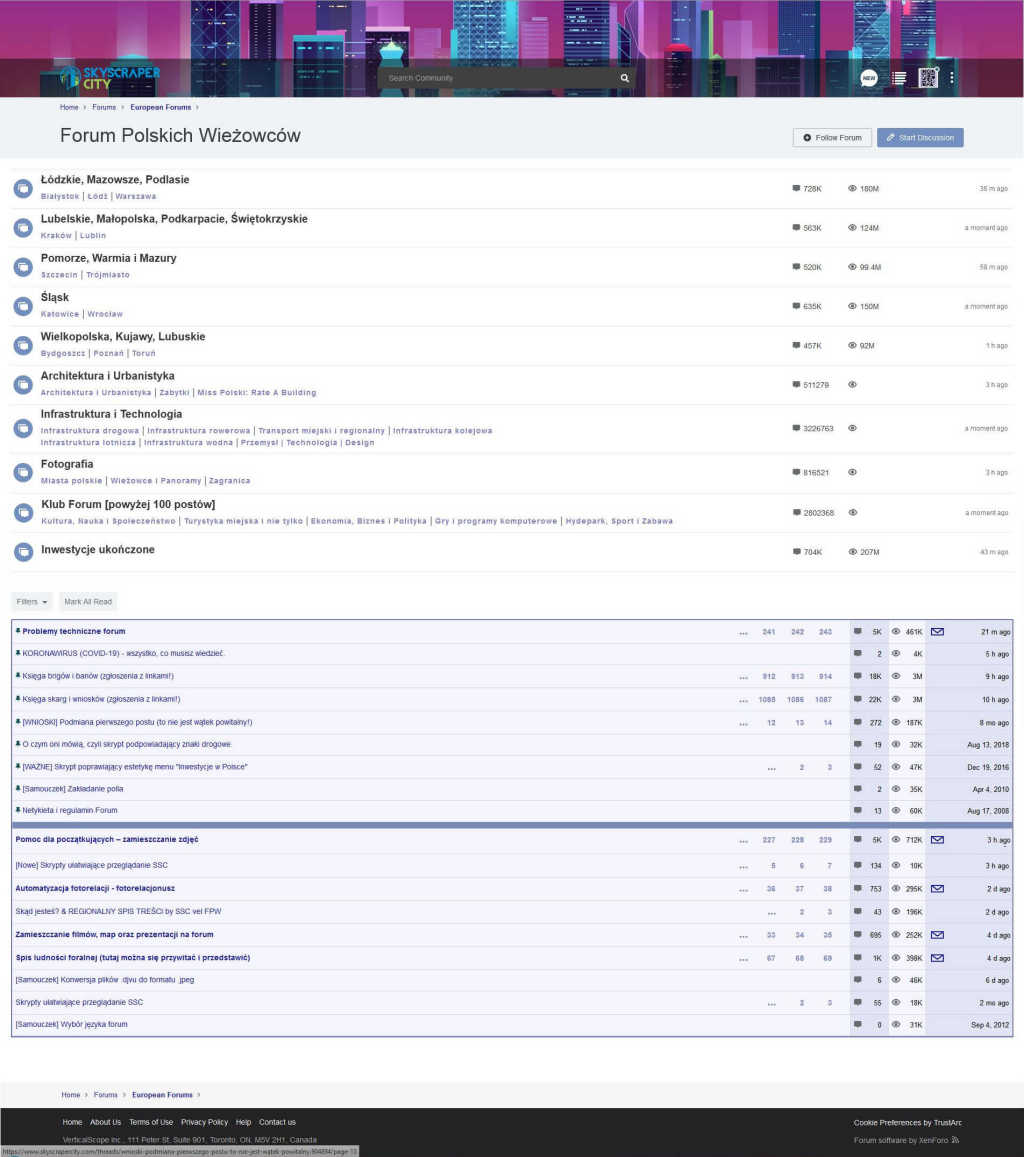 SKYSCRAPER
CITY
Search Community
NEW
Home > Forums > European Forums >
Forum Polskich Wieżowców
Follow Forum
Start Discussion
Łódzkie, Mazowsze, Podlasie
Białystok | Łódź | Warszawa
728K 180M 36 m ago
Lubelskie, Małopolska, Podkarpacie, Świętokrzyskie
Kraków | Lublin
563K 124M a moment ago
Pomorze, Warmia i Mazury
Szczecin | Trójmiasto
520K 99.4M 58 m ago
Śląsk
Katowice | Wrocław
635K 150M a moment ago
Wielkopolska, Kujawy, Lubuskie
Bydgoszcz | Poznań | Toruń
457K 92M 1 h ago
Architektura i Urbanistyka
Architektura i Urbanistyka | Zabytki | Miss Polski: Rate A Building
511279 3 h ago
Infrastruktura i Technologia
Infrastruktura drogowa | Infrastruktura rowerowa | Transport miejski i regionalny | Infrastruktura kolejowa
Infrastruktura lotnicza | Infrastruktura wodna | Przemysł | Technologia | Design
3226763 a moment ago
Fotografia
Miasta polskie | Wieżowce i Panoramy | Zagranica
816521 3 h ago
Klub Forum [powyżej 100 postów]
Kultura, Nauka i Społeczeństwo | Turystyka miejska i nie tylko | Ekonomia, Biznes i Polityka | Gry i programy komputerowe | Hydepark, Sport i Zabawa
2802368 a moment ago
Inwestycje ukończone
704K 207M 43 m ago
Filters Mark All Read
Problemy techniczne forum ... 241 242 243 5K 461K 21 m ago
KORONAWIRUS (COVID-19) - wszystko, co musisz wiedzieć. 2 4K 5 h ago
Księga brigów i banów (zgłoszenia z linkami!) ... 912 913 914 18K 3M 9 h ago
Księga skarg i wniosków (zgłoszenia z linkami!) ... 1085 1086 1087 22K 3M 10 h ago
[WNIOSKI] Podmiana pierwszego postu (to nie jest wątek powitalny!) ... 12 13 14 272 187K 8 mo ago
O czym oni mówią, czyli skrypt podpowiadający znaki drogowe 19 32K Aug 13, 2018
[WAŻNE] Skrypt poprawiający estetykę menu "Inwestycje w Polsce" ... 2 3 52 47K Dec 19, 2016
[Samouczek] Zakładanie polla 2 35K Apr 4, 2010
Netykieta i regulamin Forum 13 60K Aug 17, 2008
Pomoc dla początkujących – zamieszczanie zdjęć ... 227 228 229 5K 712K 3 h ago
[Nowe] Skrypty ułatwiające przeglądanie SSC ... 5 6 7 134 10K 3 h ago
Automatyzacja fotorelacji - fotorelacjonusz ... 36 37 38 753 295K 2 d ago
Skąd jesteś? & REGIONALNY SPIS TREŚCI by SSC vel FPW ... 2 3 43 196K 2 d ago
Zamieszczanie filmów, map oraz prezentacji na forum ... 33 34 35 695 252K 4 d ago
Spis ludności foralnej (tutaj można się przywitać i przedstawić) ... 67 68 69 1K 398K 4 d ago
[Samouczek] Konwersja plików .djvu do formatu .jpeg 6 46K 6 d ago
Skrypty ułatwiające przeglądanie SSC ... 2 3 55 18K 2 mo ago
[Samouczek] Wybór języka forum 0 31K Sep 4, 2012
Home > Forums > European Forums >
Home About Us Terms of Use Privacy Policy Help Contact us
Cookie Preferences by TrustArc
VerticalScope Inc., 111 Peter St, Suite 901, Toronto, ON, M5V 2H1, Canada
Forum software by XenForo
https://www.skyscrapercity.com/threads/wnioski-podmiana-pierwszego-postu-to-nie-jest-wątek-powitalny.804894/page-13